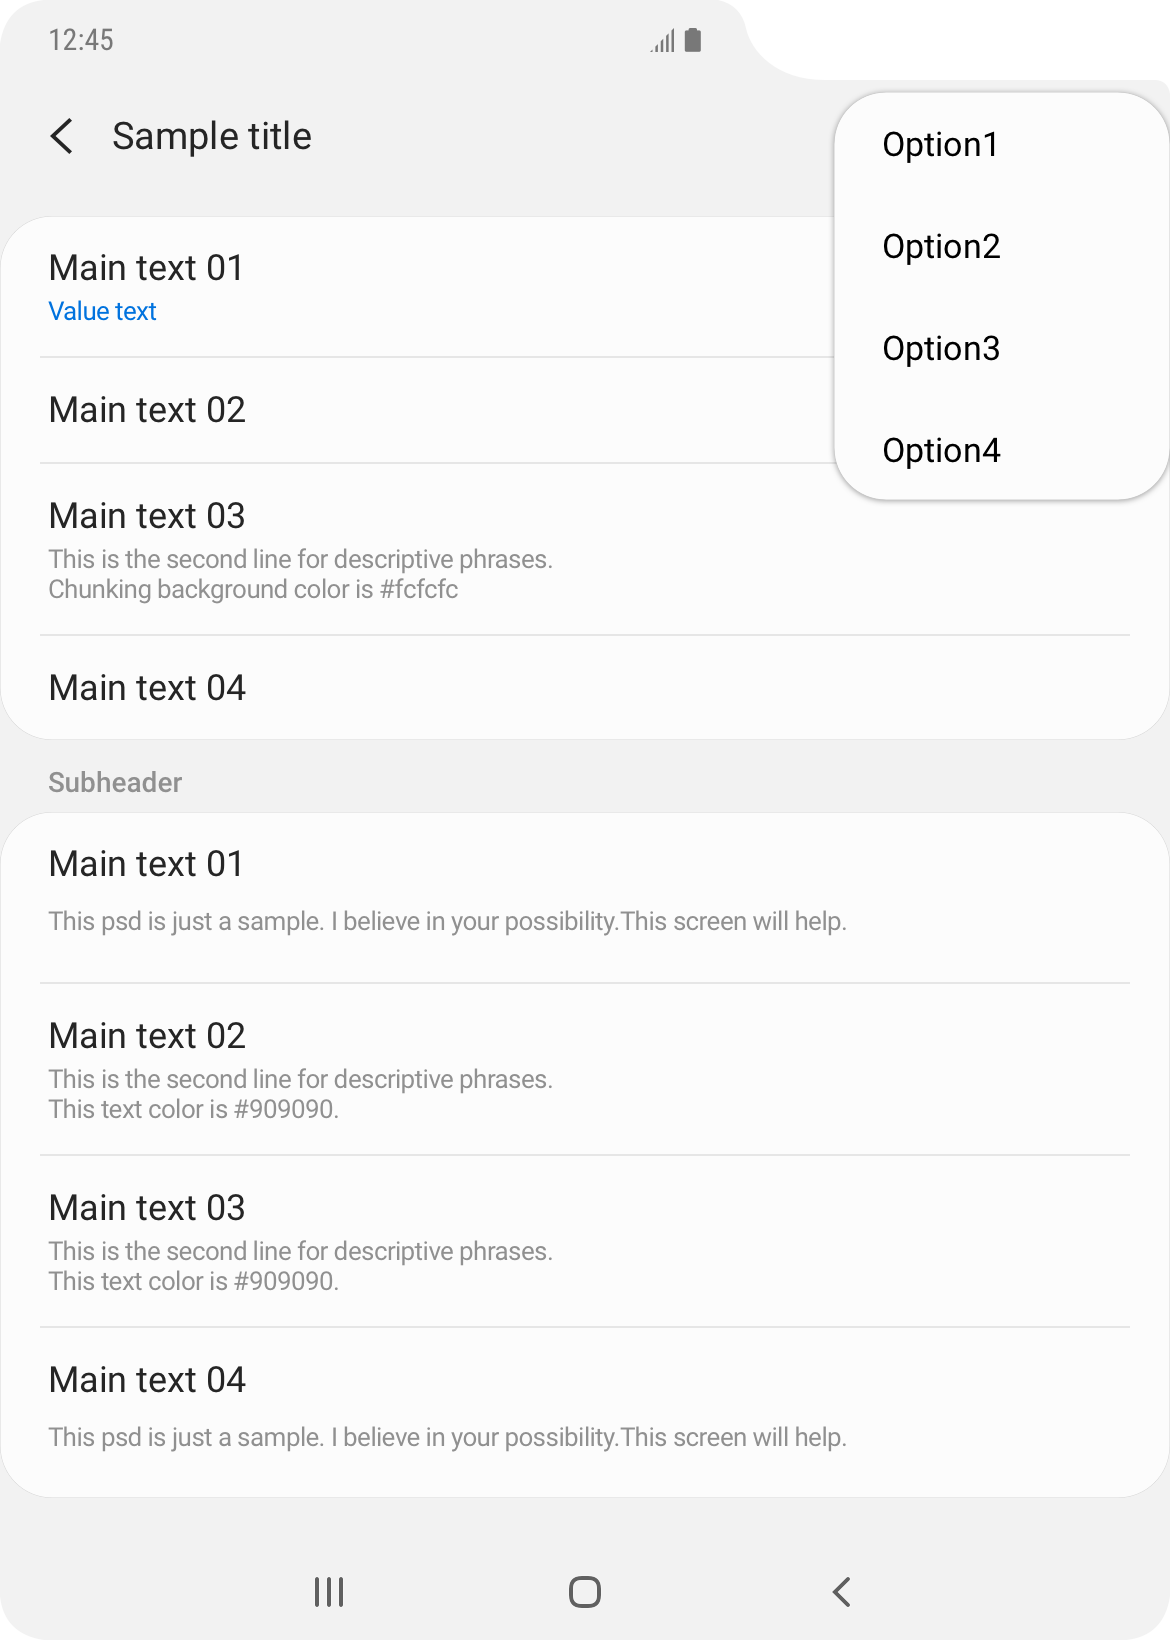 12:45
Sample title
Option1
Option2
Option3
Option4
Main text 01
Value text
Main text 02
Main text 03
This is the second line for descriptive phrases.
Chunking background color is #fcfcfc
Main text 04
Subheader
Main text 01
This psd is just a sample. I believe in your possibility.This screen will help.
Main text 02
This is the second line for descriptive phrases.
This text color is #909090.
Main text 03
This is the second line for descriptive phrases.
This text color is #909090.
Main text 04
This psd is just a sample. I believe in your possibility.This screen will help.